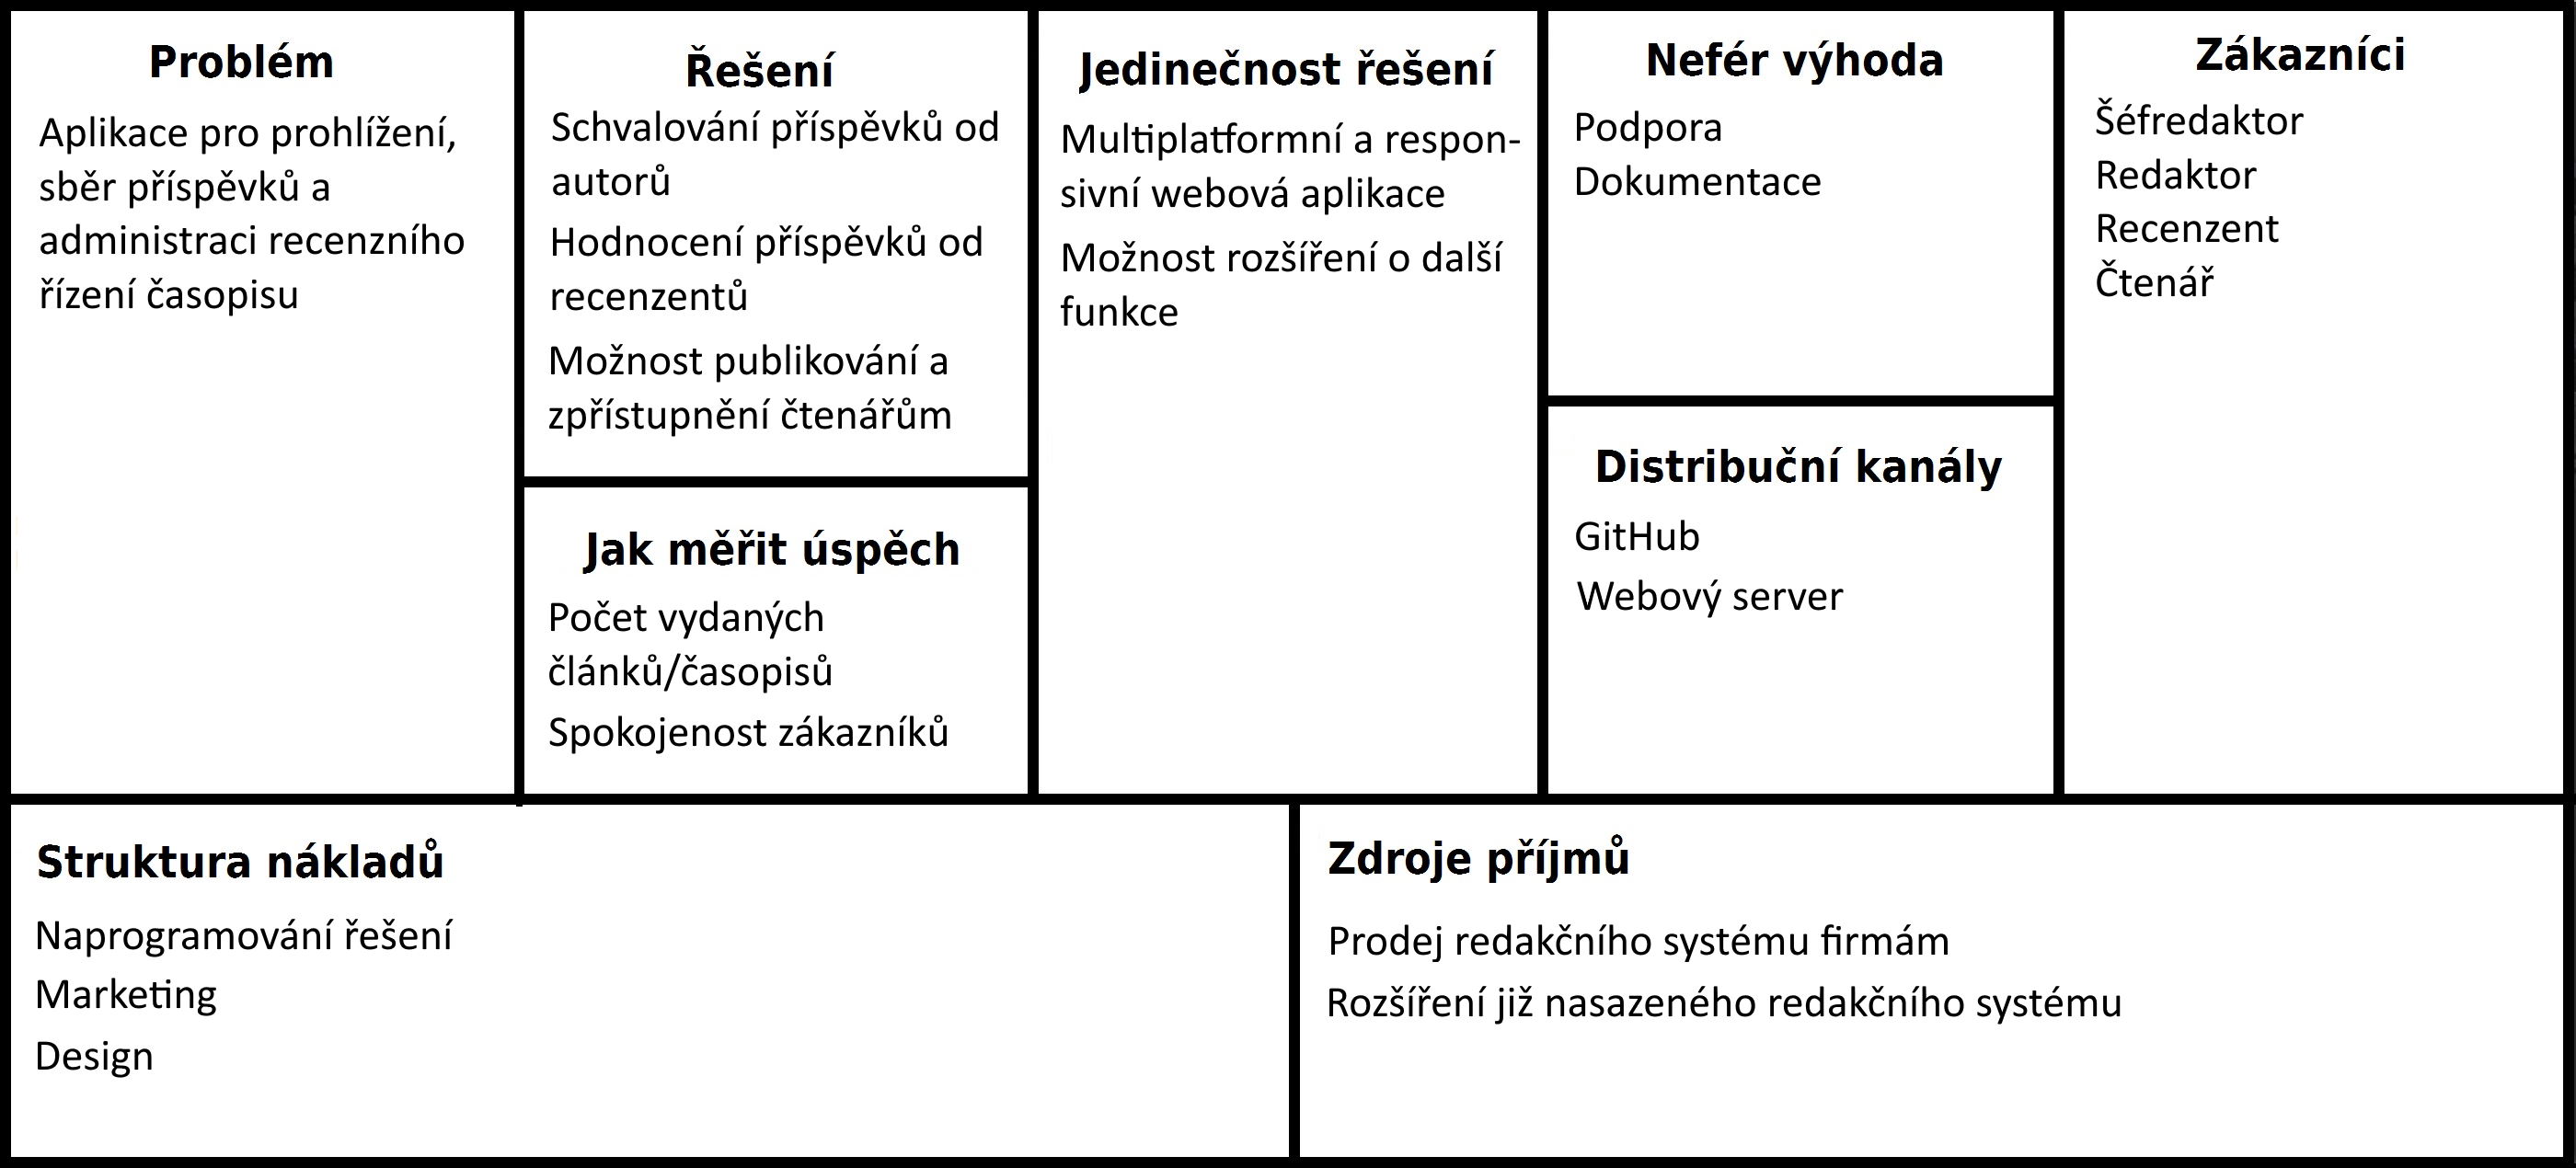 Problém
Aplikace pro prohlížení,
sběr příspěvků a
administraci recenzního
řízení časopisu
Řešení
Schvalování příspěvků od
autorů
Hodnocení příspěvků od
recenzentů
Možnost publikování a
zpřístupnění čtenářům
Jak měřit úspěch
Počet vydaných
článků/časopisů
Spokojenost zákazníků
Jedinečnost řešení
Multiplatformní a respon-
sivní webová aplikace
Možnost rozšíření o další
funkce
Nefér výhoda
Podpora
Dokumentace
Distribuční kanály
GitHub
Webový server
Zákazníci
Šéfredaktor
Redaktor
Recenzent
Čtenář
Struktura nákladů
Naprogramování řešení
Marketing
Design
Zdroje příjmů
Prodej redakčního systému firmám
Rozšíření již nasazeného redakčního systému